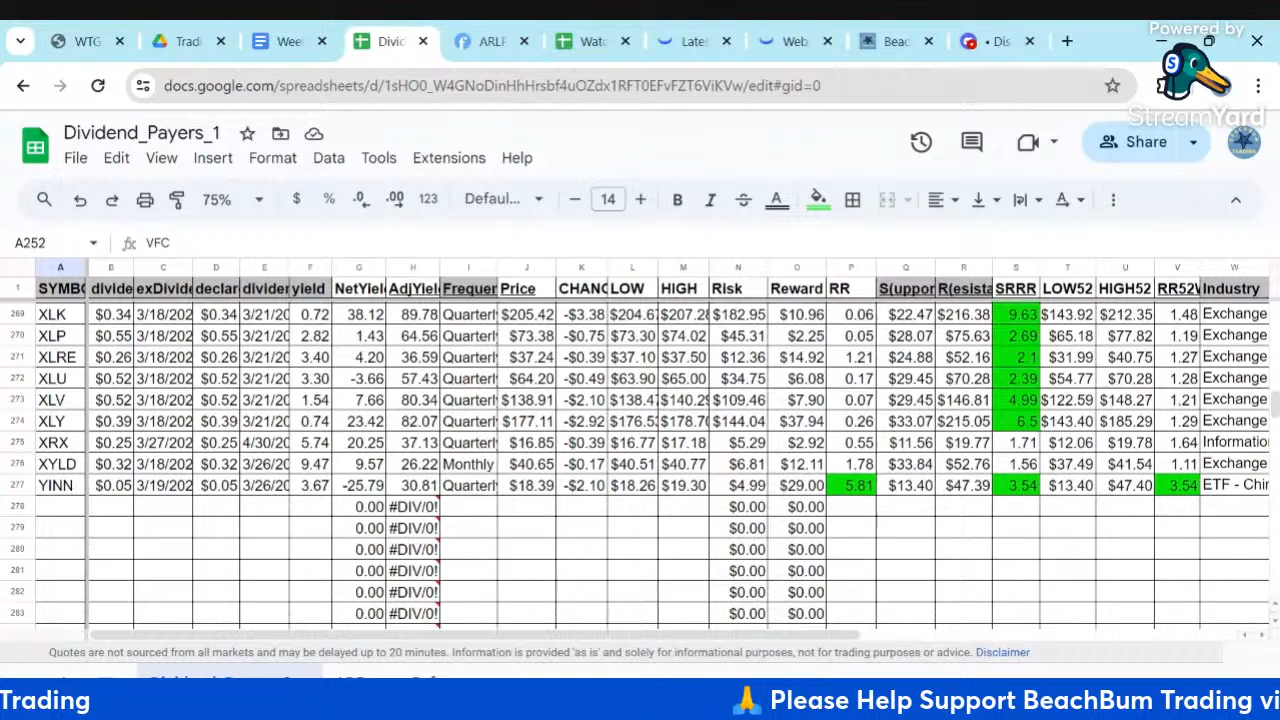 Powered by
StreamYard
WTG
Tradi
Wee
Divic
ARLF
Watc
Lates
Web
Beac
• Dis
docs.google.com/spreadsheets/d/1sHO0_W4GNoDinHhHrsbf4uOZdx1RFT0EFvFZT6ViKVw/edit#gid=0
Dividend_Payers_1
File Edit View Insert Format Data Tools Extensions Help
Share
75% $ % .0 .00 123 Defaul... 14 B I S A
A252 fx VFC
A B C D E F G H I J K L M N O P Q R S T U V W
1 SYMBO divide exDivide declar dividen yield NetYiel AdjYiel Frequen Price CHANG LOW HIGH Risk Reward RR S(uppor R(esista SRRR LOW52 HIGH52 RR52W Industry
269 XLK $0.34 3/18/202 $0.34 3/21/20 0.72 38.12 89.78 Quarterly $205.42 -$3.38 $204.6 $207.28 $182.95 $10.96 0.06 $22.47 $216.38 9.63 $143.92 $212.35 1.48 Exchange
270 XLP $0.55 3/18/202 $0.55 3/21/20 2.82 1.43 64.56 Quarterly $73.38 -$0.75 $73.30 $74.02 $45.31 $2.25 0.05 $28.07 $75.63 2.69 $65.18 $77.82 1.19 Exchange
271 XLRE $0.26 3/18/202 $0.26 3/21/20 3.40 4.20 36.59 Quarterly $37.24 -$0.39 $37.10 $37.50 $12.36 $14.92 1.21 $24.88 $52.16 2.1 $31.99 $40.75 1.27 Exchange
272 XLU $0.52 3/18/202 $0.52 3/21/20 3.30 -3.66 57.43 Quarterly $64.20 -$0.49 $63.90 $65.00 $34.75 $6.08 0.17 $29.45 $70.28 2.39 $54.77 $70.28 1.28 Exchange
273 XLV $0.52 3/18/202 $0.52 3/21/20 1.54 7.66 80.34 Quarterly $138.91 -$2.10 $138.4 $140.29 $109.46 $7.90 0.07 $29.45 $146.81 4.99 $122.59 $148.27 1.21 Exchange
274 XLY $0.39 3/18/202 $0.39 3/21/20 0.7 23.42 82.07 Quarterly $177.11 -$2.92 $176.5 $178.70 $144.04 $37.94 0.26 $33.07 $215.05 6.5 $143.40 $185.29 1.29 Exchange
275 XRX $0.25 3/27/202 $0.25 4/30/20 5.74 20.25 37.13 Quarterly $16.85 -$0.39 $16.77 $17.18 $5.29 $2.92 0.55 $11.56 $19.77 1.71 $12.06 $19.78 1.64 Informatio
276 XYLD $0.32 3/18/202 $0.32 3/26/20 9.47 9.57 26.22 Monthly $40.65 -$0.17 $40.51 $40.77 $6.81 $12.11 1.78 $33.84 $52.76 1.56 $37.49 $41.54 1.11 Exchange
277 YINN $0.05 3/19/202 $0.05 3/26/20 3.67 -25.79 30.81 Quarterly $18.39 -$2.10 $18.26 $19.30 $4.99 $29.00 5.81 $13.40 $47.39 3.54 $13.40 $47.40 3.54 ETF - Chin
278 0.00 #DIV/0! $0.00 $0.00
279 0.00 #DIV/0! $0.00 $0.00
280 0.00 #DIV/0! $0.00 $0.00
281 0.00 #DIV/0! $0.00 $0.00
282 0.00 #DIV/0! $0.00 $0.00
283 0.00 #DIV/0! $0.00 $0.00
Quotes are not sourced from all markets and may be delayed up to 20 minutes. Information is provided 'as is' and solely for informational purposes, not for trading purposes or advice. Disclaimer
Trading 🙏 Please Help Support BeachBum Trading vi